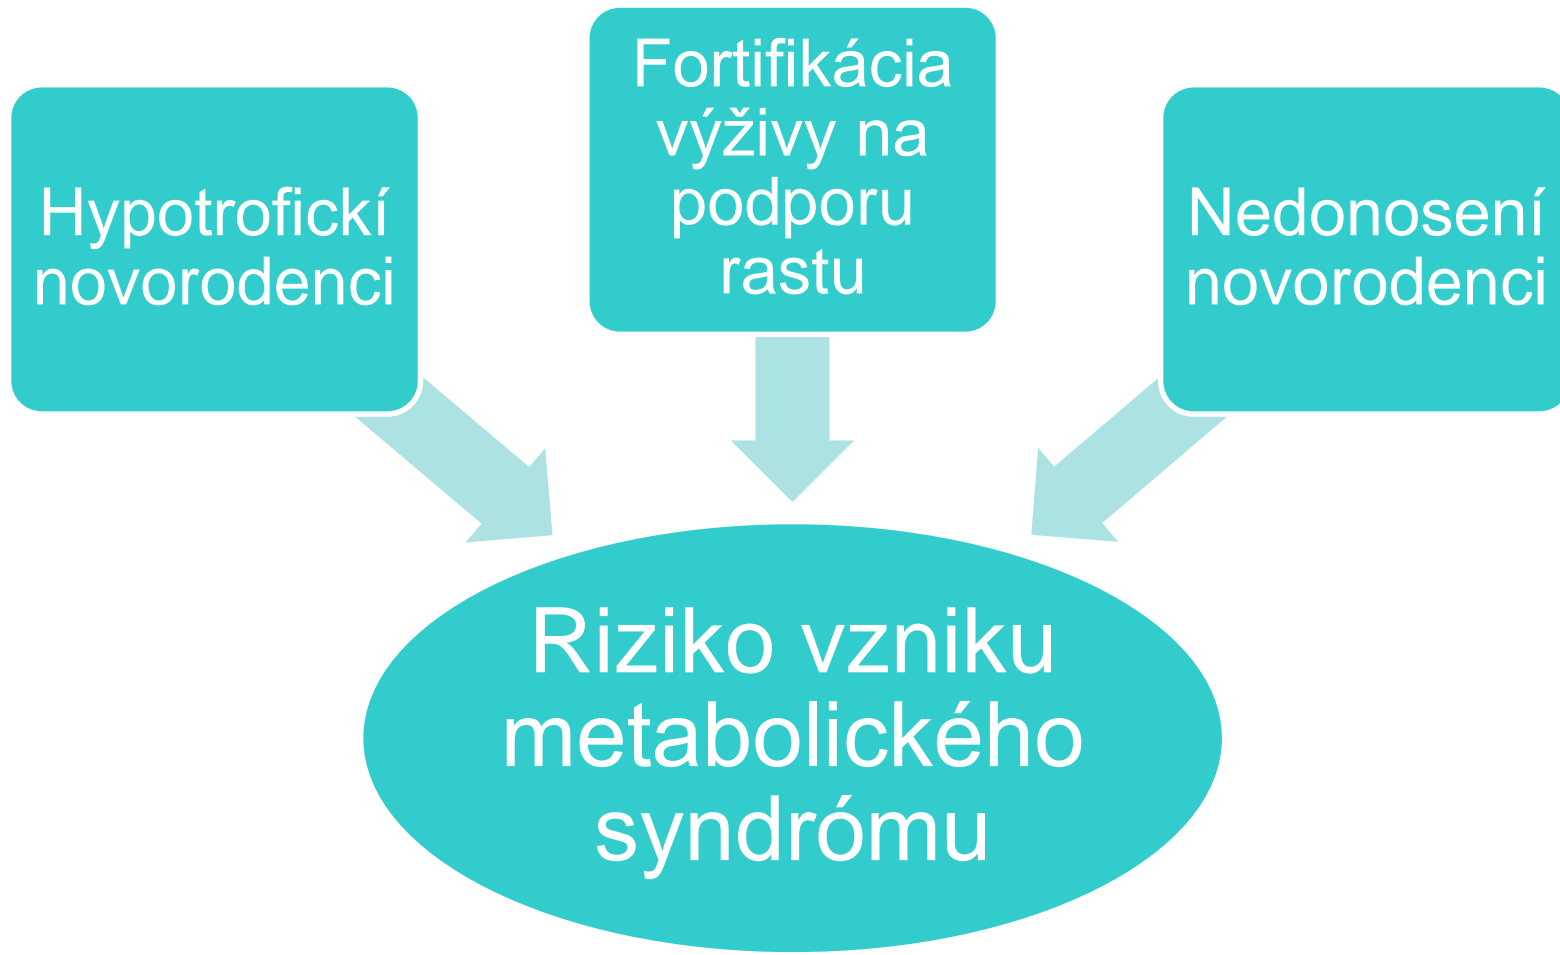 Hypotrofickí
novorodenci
Fortifikácia
výživy na
podporu
rastu
Nedonosení
novorodenci
Riziko vzniku
metabolického
syndrómu